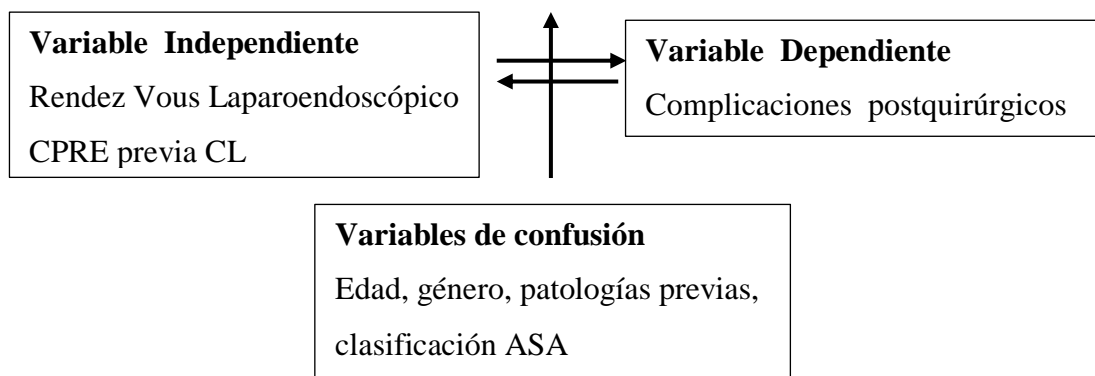 Variable Independiente
Rendez Vous Laparoendoscópico
CPRE previa CL
Variable Dependiente
Complicaciones postquirúrgicos
Variables de confusión
Edad, género, patologías previas,
clasificación ASA